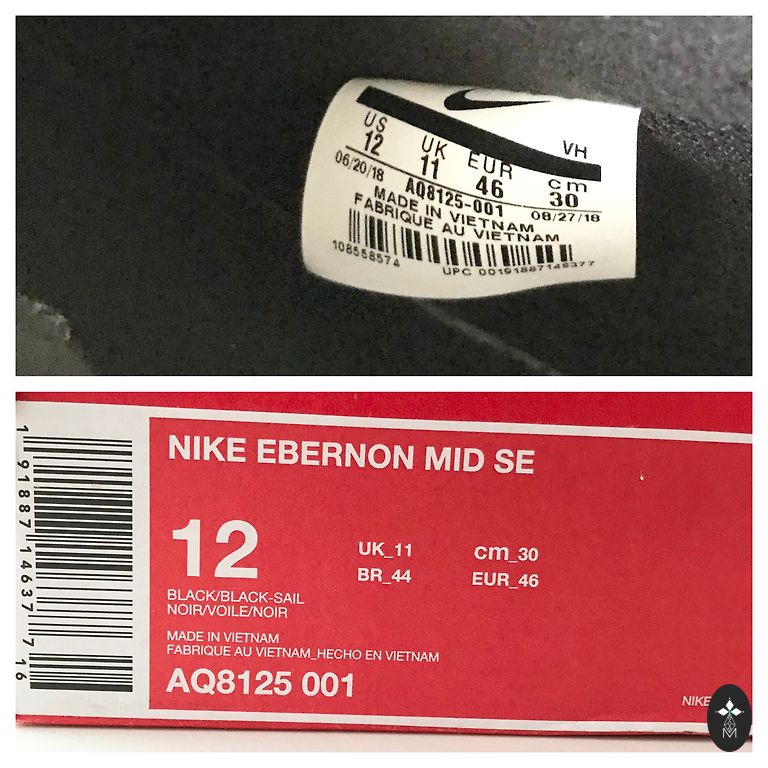 US UK EUR VH cm
12 11 46 30
06/20/18 AQ8125-001 08/27/18
MADE IN VIETNAM
FABRIQUE AU VIETNAM
108558574 UPC 00191887146377
NIKE EBERNON MID SE
12
UK_11 cm_30
BR_44 EUR_46
BLACK/BLACK-SAIL
NOIR/VOILE/NOIR
MADE IN VIETNAM
FABRIQUE AU VIETNAM_HECHO EN VIETNAM
AQ8125 001
1 91887 14637 7 16
NIKE
M